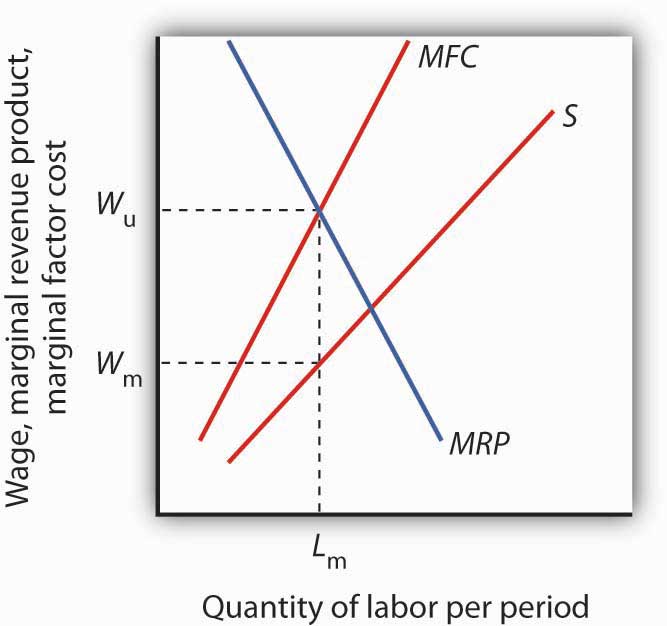 Wage, marginal revenue product,
marginal factor cost
MFC
S
Wu
Wm
MRP
Lm
Quantity of labor per period